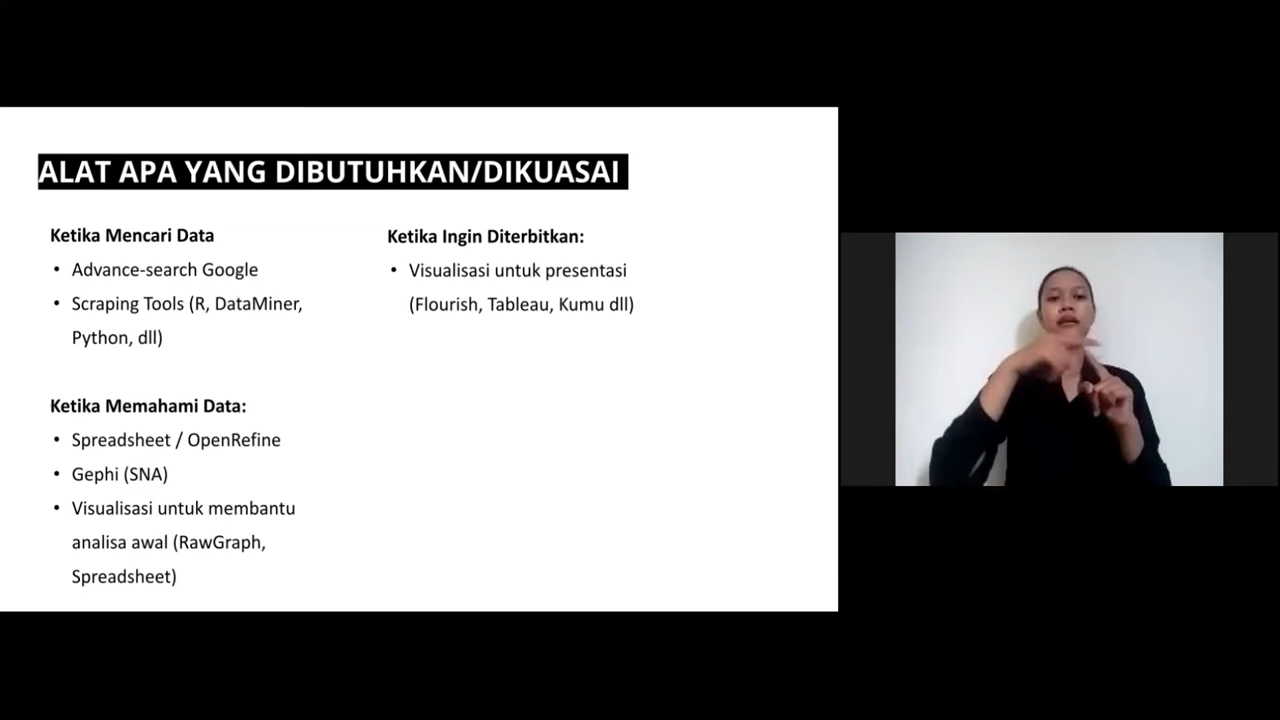 ALAT APA YANG DIBUTUHKAN/DIKUASAI
Ketika Mencari Data
• Advance-search Google
• Scraping Tools (R, DataMiner,
Python, dll)
Ketika Memahami Data:
• Spreadsheet / OpenRefine
• Gephi (SNA)
• Visualisasi untuk membantu
analisa awal (RawGraph,
Spreadsheet)
Ketika Ingin Diterbitkan:
• Visualisasi untuk presentasi
(Flourish, Tableau, Kumu dll)